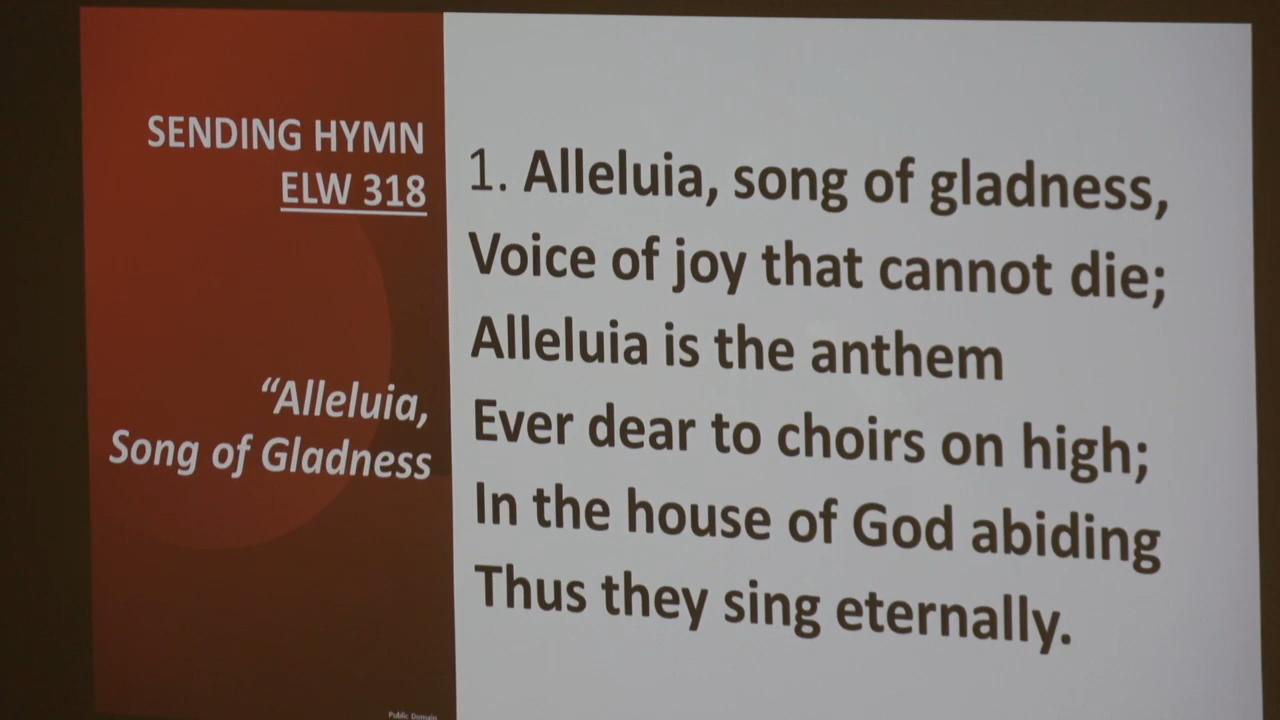 SENDING HYMN
ELW 318
“Alleluia,
Song of Gladness
1. Alleluia, song of gladness,
Voice of joy that cannot die;
Alleluia is the anthem
Ever dear to choirs on high;
In the house of God abiding
Thus they sing eternally.
Public Domain